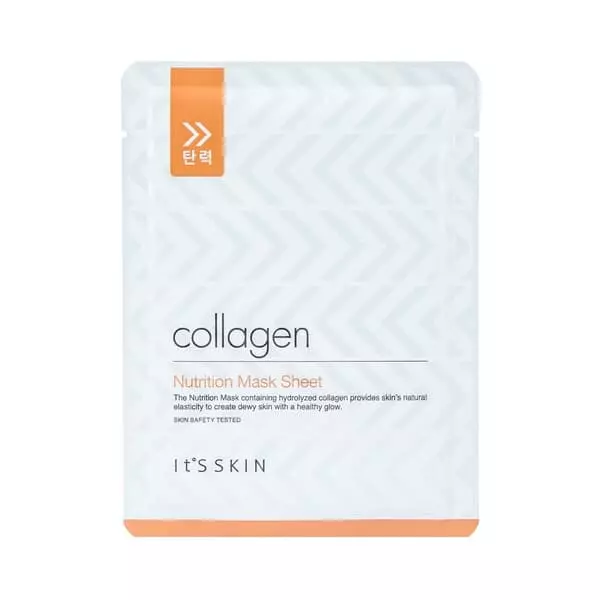 탄력
collagen
Nutrition Mask Sheet
The Nutrition Mask containing hydrolyzed collagen provides skin's natural
elasticity to create dewy skin with a healthy glow.
SKIN SAFETY TESTED
It'S SKIN